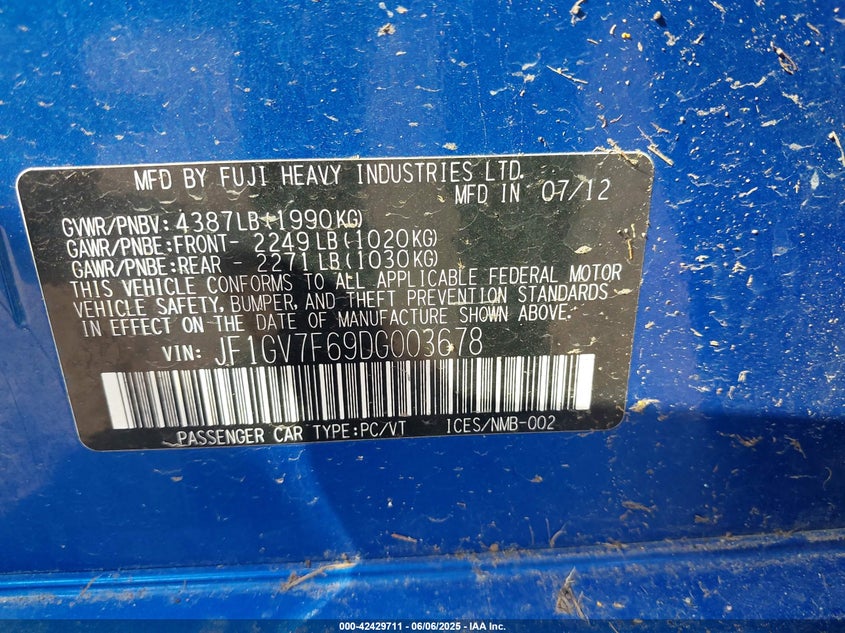 MFD BY FUJI HEAVY INDUSTRIES LTD.
MFD IN 07/12
GVWR/PNBV: 4387LB(1990KG)
GAWR/PNBE:FRONT- 2249LB(1020KG)
GAWR/PNBE:REAR 2271LB(1030KG)
THIS VEHICLE CONFORMS TO ALL APPLICABLE FEDERAL MOTOR
VEHICLE SAFETY, BUMPER, AND THEFT PREVENTION STANDARDS
IN EFFECT ON THE DATE OF MANUFACTURE SHOWN ABOVE.
VIN: JF1GV7F69DG003678
PASSENGER CAR TYPE:PC/VT ICES/NMB-002
000-42429711 - 06/06/2025 - IAA Inc.